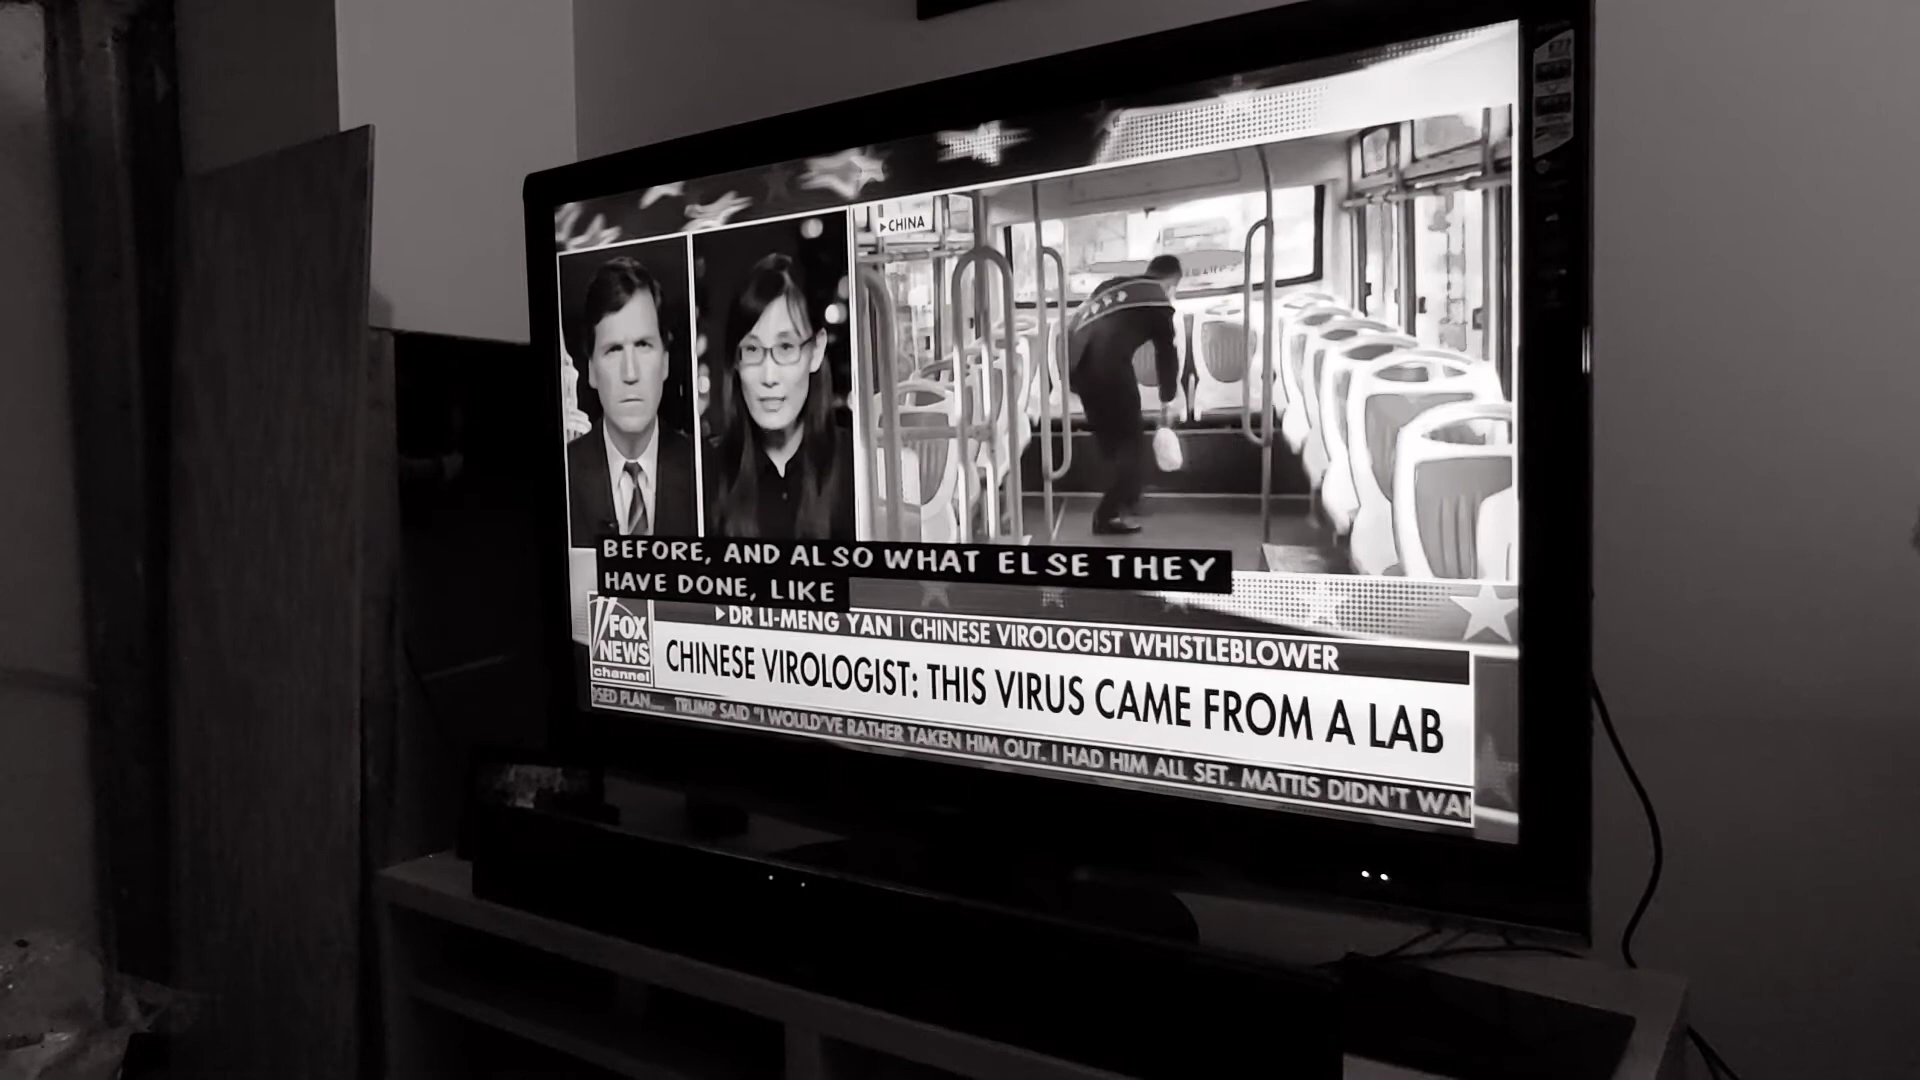 CHINA
BEFORE, AND ALSO WHAT ELSE THEY
HAVE DONE, LIKE
DR LI-MENG YAN | CHINESE VIROLOGIST WHISTLEBLOWER
FOX
NEWS
channel
CHINESE VIROLOGIST: THIS VIRUS CAME FROM A LAB
PLAN... TRUMP SAID "I WOULD'VE RATHER TAKEN HIM OUT. I HAD HIM ALL SET. MATTIS DIDN'T